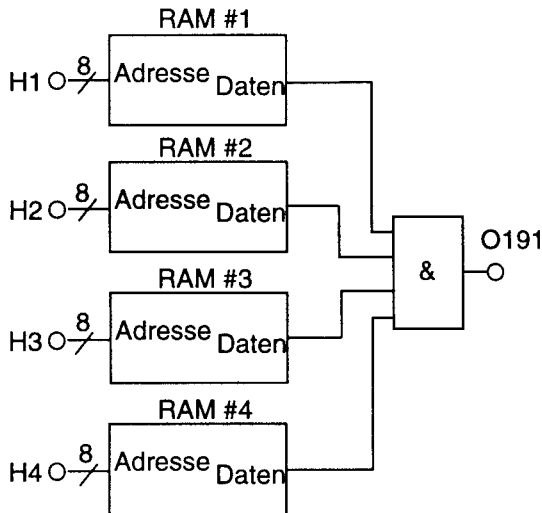 RAM #1
H1 8 Adresse Daten
RAM #2
H2 8 Adresse Daten
O191
&
RAM #3
H3 8 Adresse Daten
RAM #4
H4 8 Adresse Daten